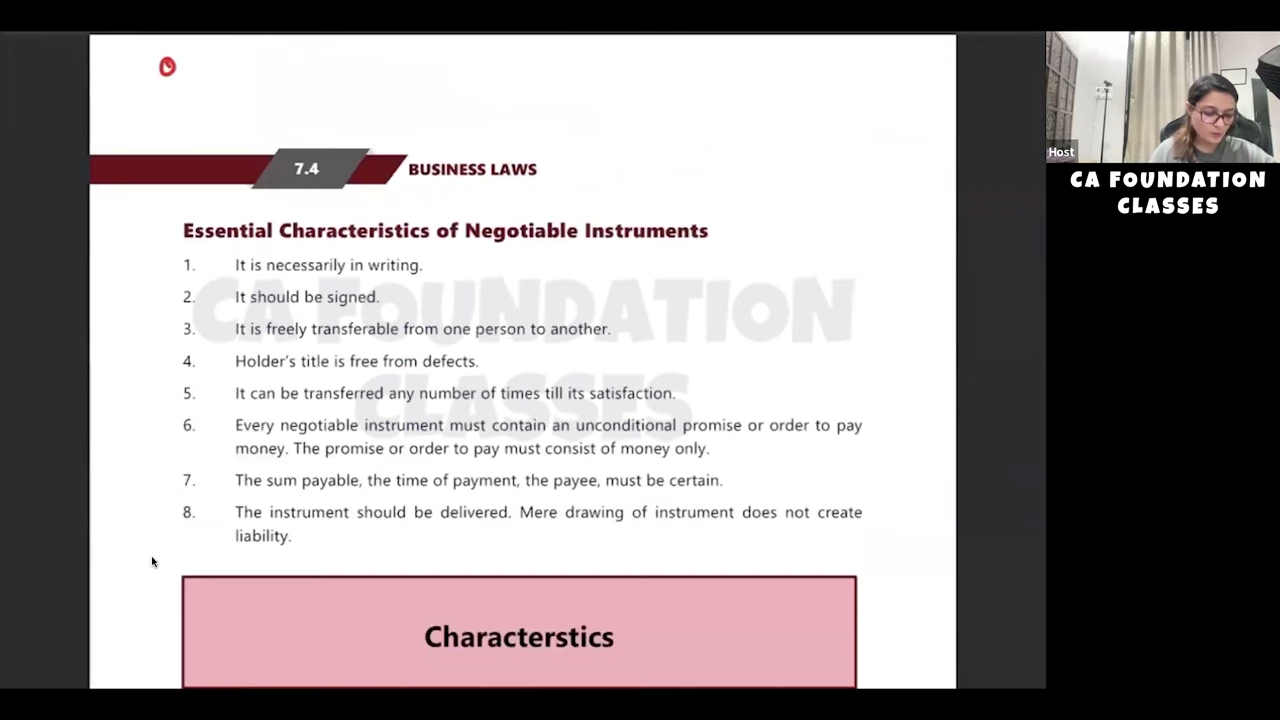 7.4 BUSINESS LAWS
Essential Characteristics of Negotiable Instruments
1. It is necessarily in writing.
2. It should be signed.
3. It is freely transferable from one person to another.
4. Holder's title is free from defects.
5. It can be transferred any number of times till its satisfaction.
6. Every negotiable instrument must contain an unconditional promise or order to pay
money. The promise or order to pay must consist of money only.
7. The sum payable, the time of payment, the payee, must be certain.
8. The instrument should be delivered. Mere drawing of instrument does not create
liability.
Characterstics
CA FOUNDATION
CLASSES
Host
CA FOUNDATION
CLASSES